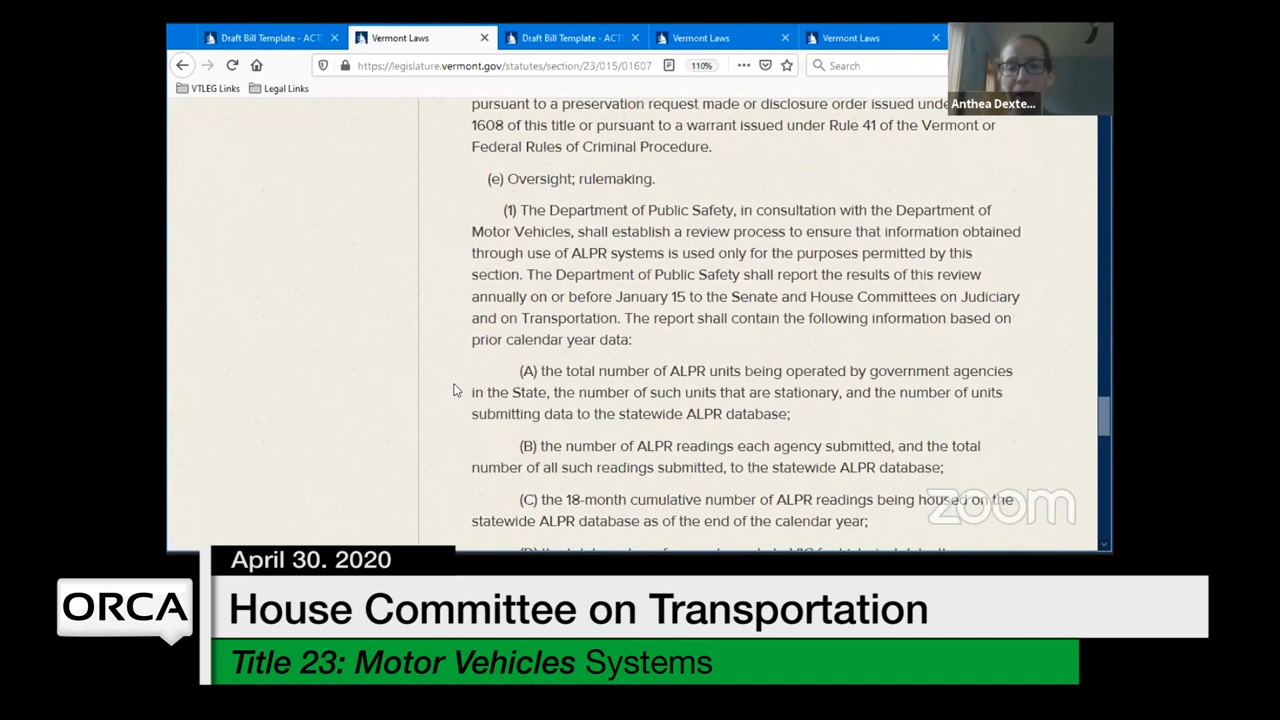 Draft Bill Template - ACT
Vermont Laws
Draft Bill Template - ACT
Vermont Laws
Vermont Laws
https://legislature.vermont.gov/statutes/section/23/015/01607
110%
Search
VTLEG Links
Legal Links
Anthea Dexte...
pursuant to a preservation request made or disclosure order issued unde
1608 of this title or pursuant to a warrant issued under Rule 41 of the Vermont or
Federal Rules of Criminal Procedure.
(e) Oversight; rulemaking.
(1) The Department of Public Safety, in consultation with the Department of
Motor Vehicles, shall establish a review process to ensure that information obtained
through use of ALPR systems is used only for the purposes permitted by this
section. The Department of Public Safety shall report the results of this review
annually on or before January 15 to the Senate and House Committees on Judiciary
and on Transportation. The report shall contain the following information based on
prior calendar year data:
(A) the total number of ALPR units being operated by government agencies
in the State, the number of such units that are stationary, and the number of units
submitting data to the statewide ALPR database;
(B) the number of ALPR readings each agency submitted, and the total
number of all such readings submitted, to the statewide ALPR database;
(C) the 18-month cumulative number of ALPR readings being housed on the
statewide ALPR database as of the end of the calendar year;
zoom
April 30. 2020
ORCA
House Committee on Transportation
Title 23: Motor Vehicles Systems